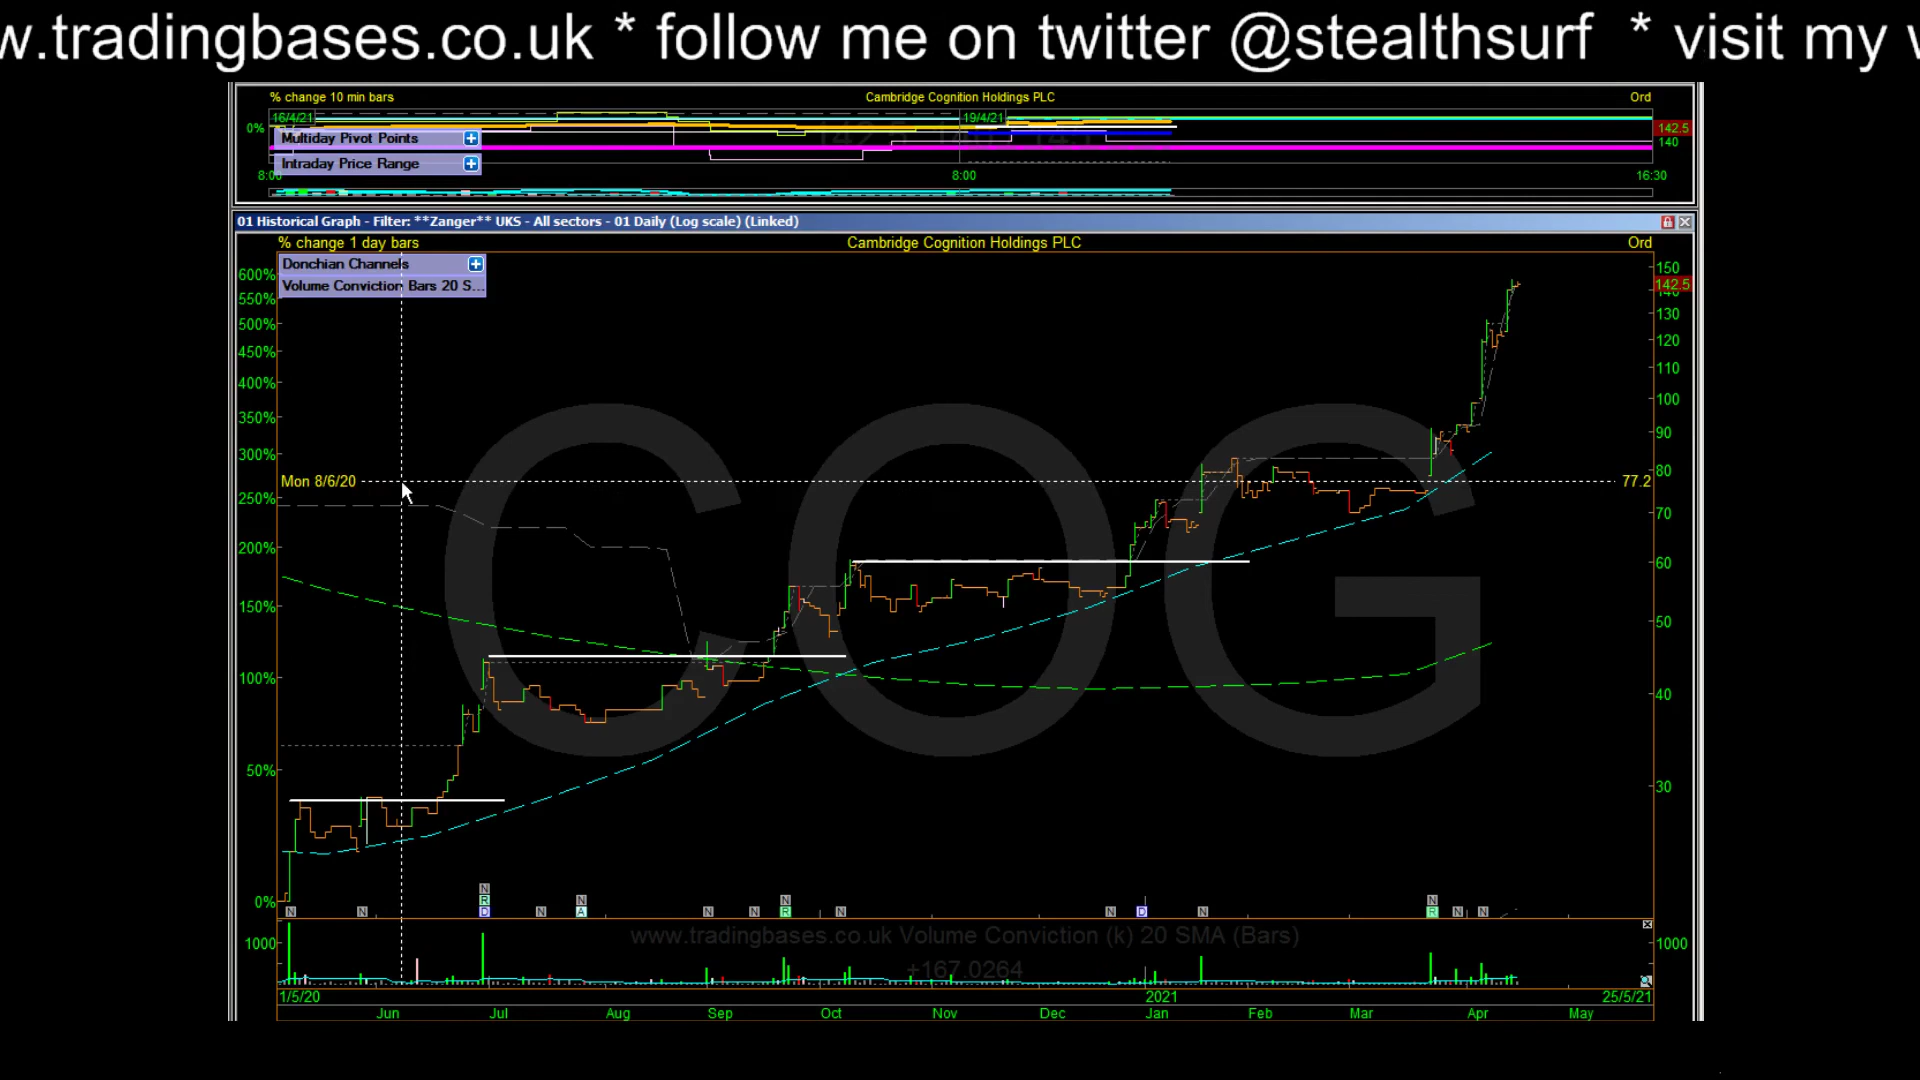 w.tradingbases.co.uk * follow me on twitter @stealthsurf * visit my w
% change 10 min bars Cambridge Cognition Holdings PLC Ord
16/4/21 19/4/21
0% 142.5
Multiday Pivot Points
140
Intraday Price Range
8:00 8:00 16:30
01 Historical Graph - Filter: **Zanger** UKS - All sectors - 01 Daily (Log scale) (Linked)
% change 1 day bars Cambridge Cognition Holdings PLC Ord
Donchian Channels
Volume Conviction Bars 20 S...
600% 150
142.5
550% 140
500% 130
450% 120
400% 110
350% 100
300% 90
80
Mon 8/6/20 77.2
250% 70
200% 60
150% 50
100% 40
50% 30
0%
COG
N N N R D N N A N N N R N N D N N R N N
www.tradingbases.co.uk Volume Conviction (k) 20 SMA (Bars)
1000 1000
+167.0264
1/5/20 2021 25/5/21
Jun Jul Aug Sep Oct Nov Dec Jan Feb Mar Apr May